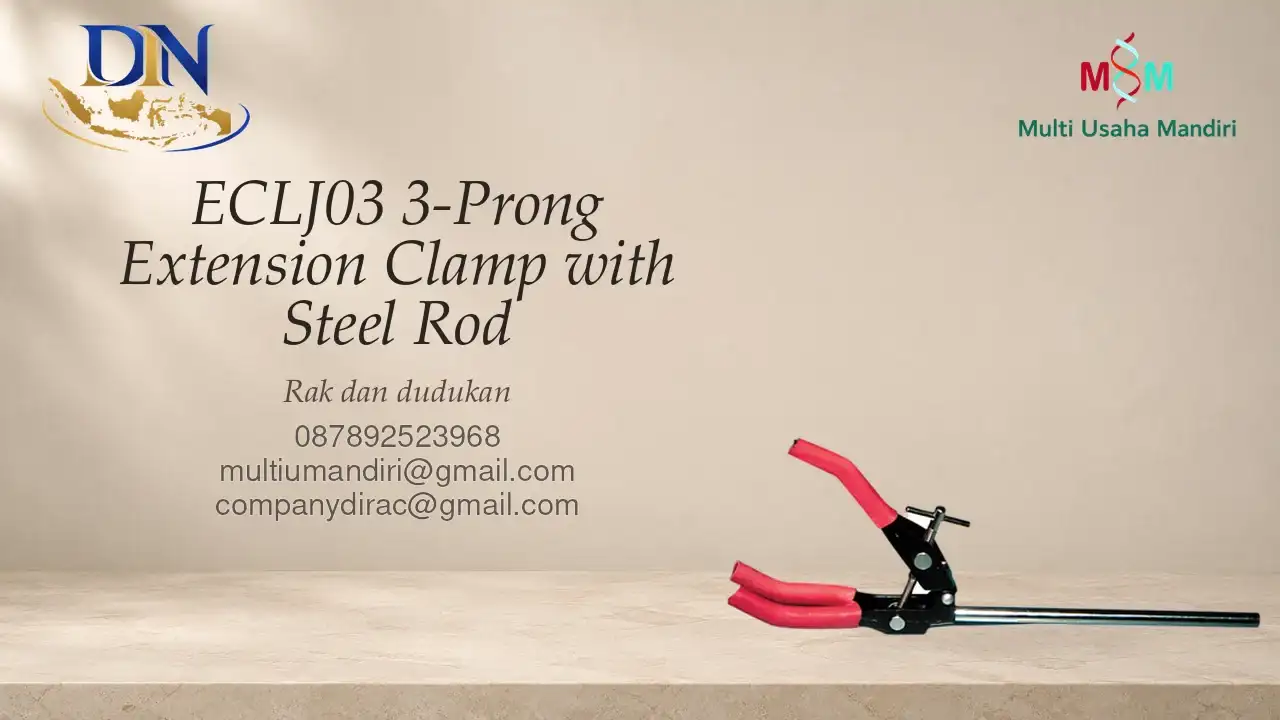 DN
M M
Multi Usaha Mandiri
ECLJ03 3-Prong
Extension Clamp with
Steel Rod
Rak dan dudukan
087892523968
multiumandiri@gmail.com
companydirac@gmail.com